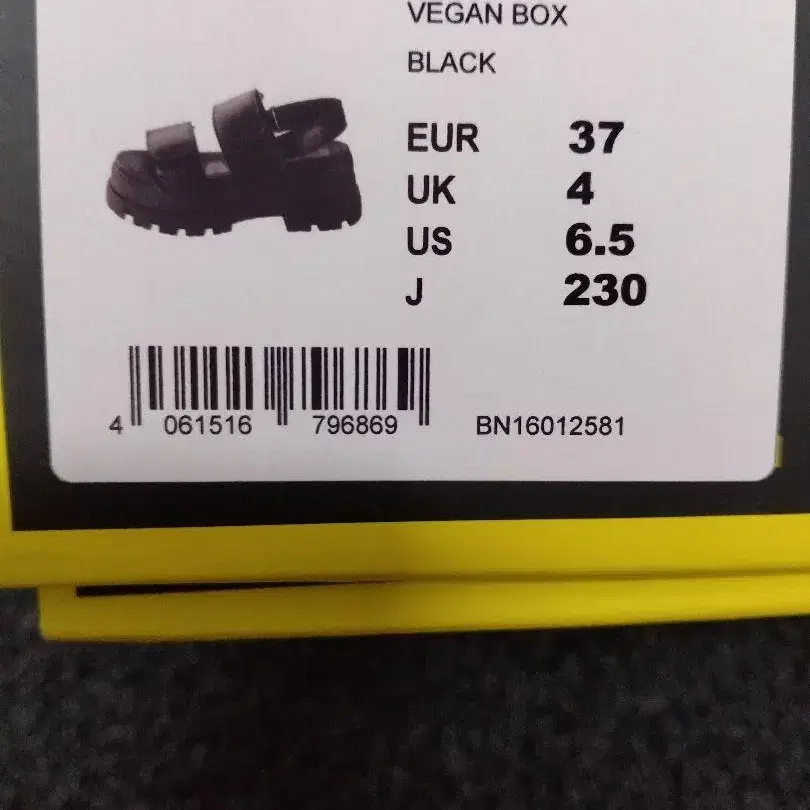 VEGAN BOX
BLACK
EUR 37
UK 4
US 6.5
J 230
4 061516 796869 BN16012581